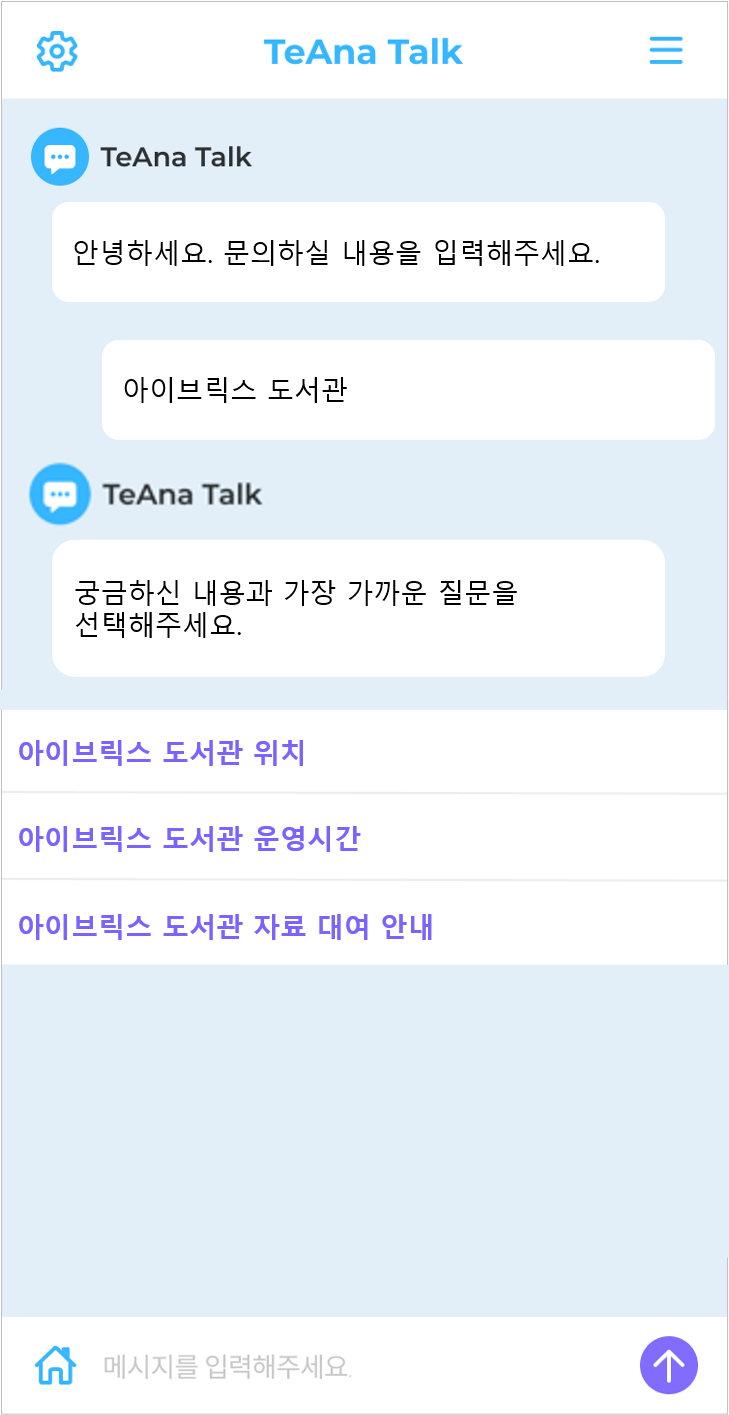 TeAna Talk
TeAna Talk
안녕하세요. 문의하실 내용을 입력해주세요.
아이브릭스 도서관
TeAna Talk
궁금하신 내용과 가장 가까운 질문을
선택해주세요.
아이브릭스 도서관 위치
아이브릭스 도서관 운영시간
아이브릭스 도서관 자료 대여 안내
메시지를 입력해주세요.